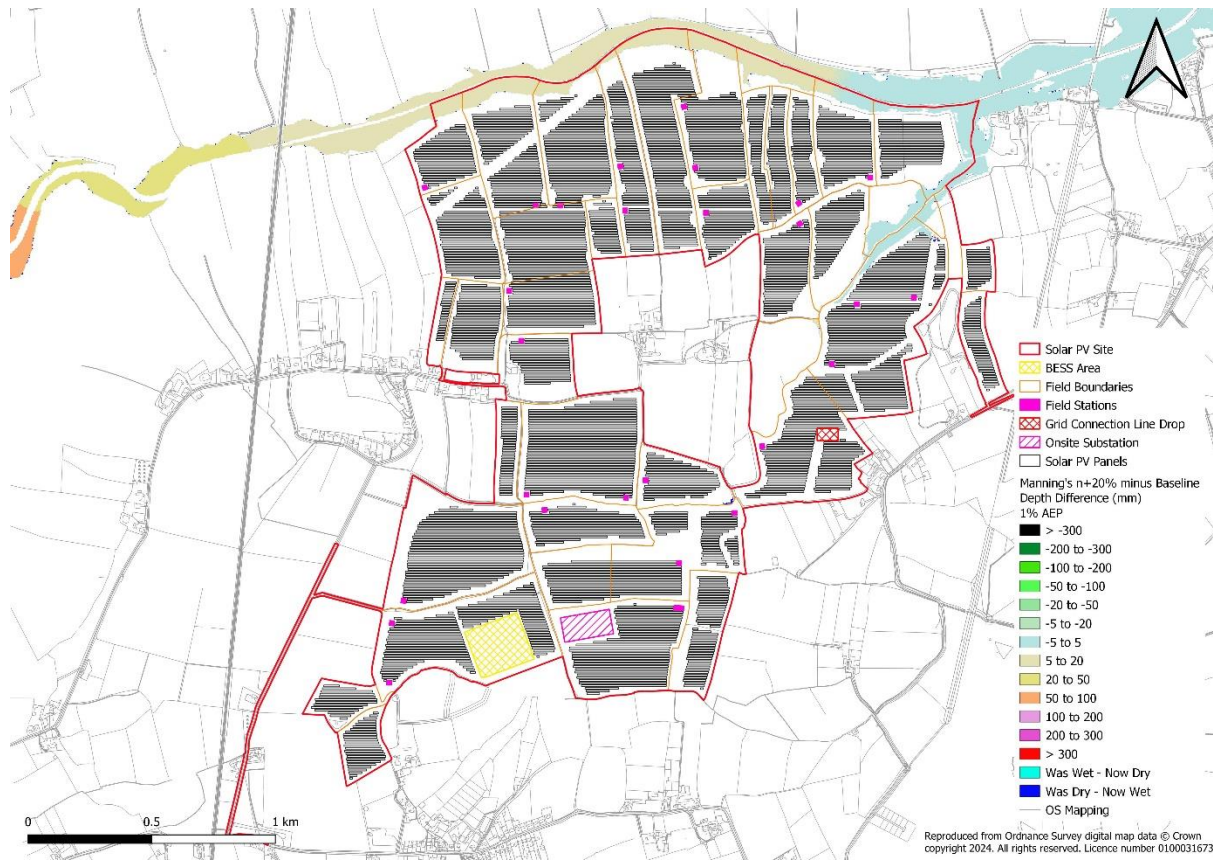 Solar PV Site
BESS Area
Field Boundaries
Field Stations
Grid Connection Line Drop
Onsite Substation
Solar PV Panels
Manning's n+20% minus Baseline
Depth Difference (mm)
1% AEP
> -300
-200 to -300
-100 to -200
-50 to -100
-20 to -50
-5 to -20
-5 to 5
5 to 20
20 to 50
50 to 100
100 to 200
200 to 300
> 300
Was Wet - Now Dry
Was Dry - Now Wet
OS Mapping
0 0.5 1 km
Reproduced from Ordnance Survey digital map data © Crown
copyright 2024. All rights reserved. Licence number 0100031673